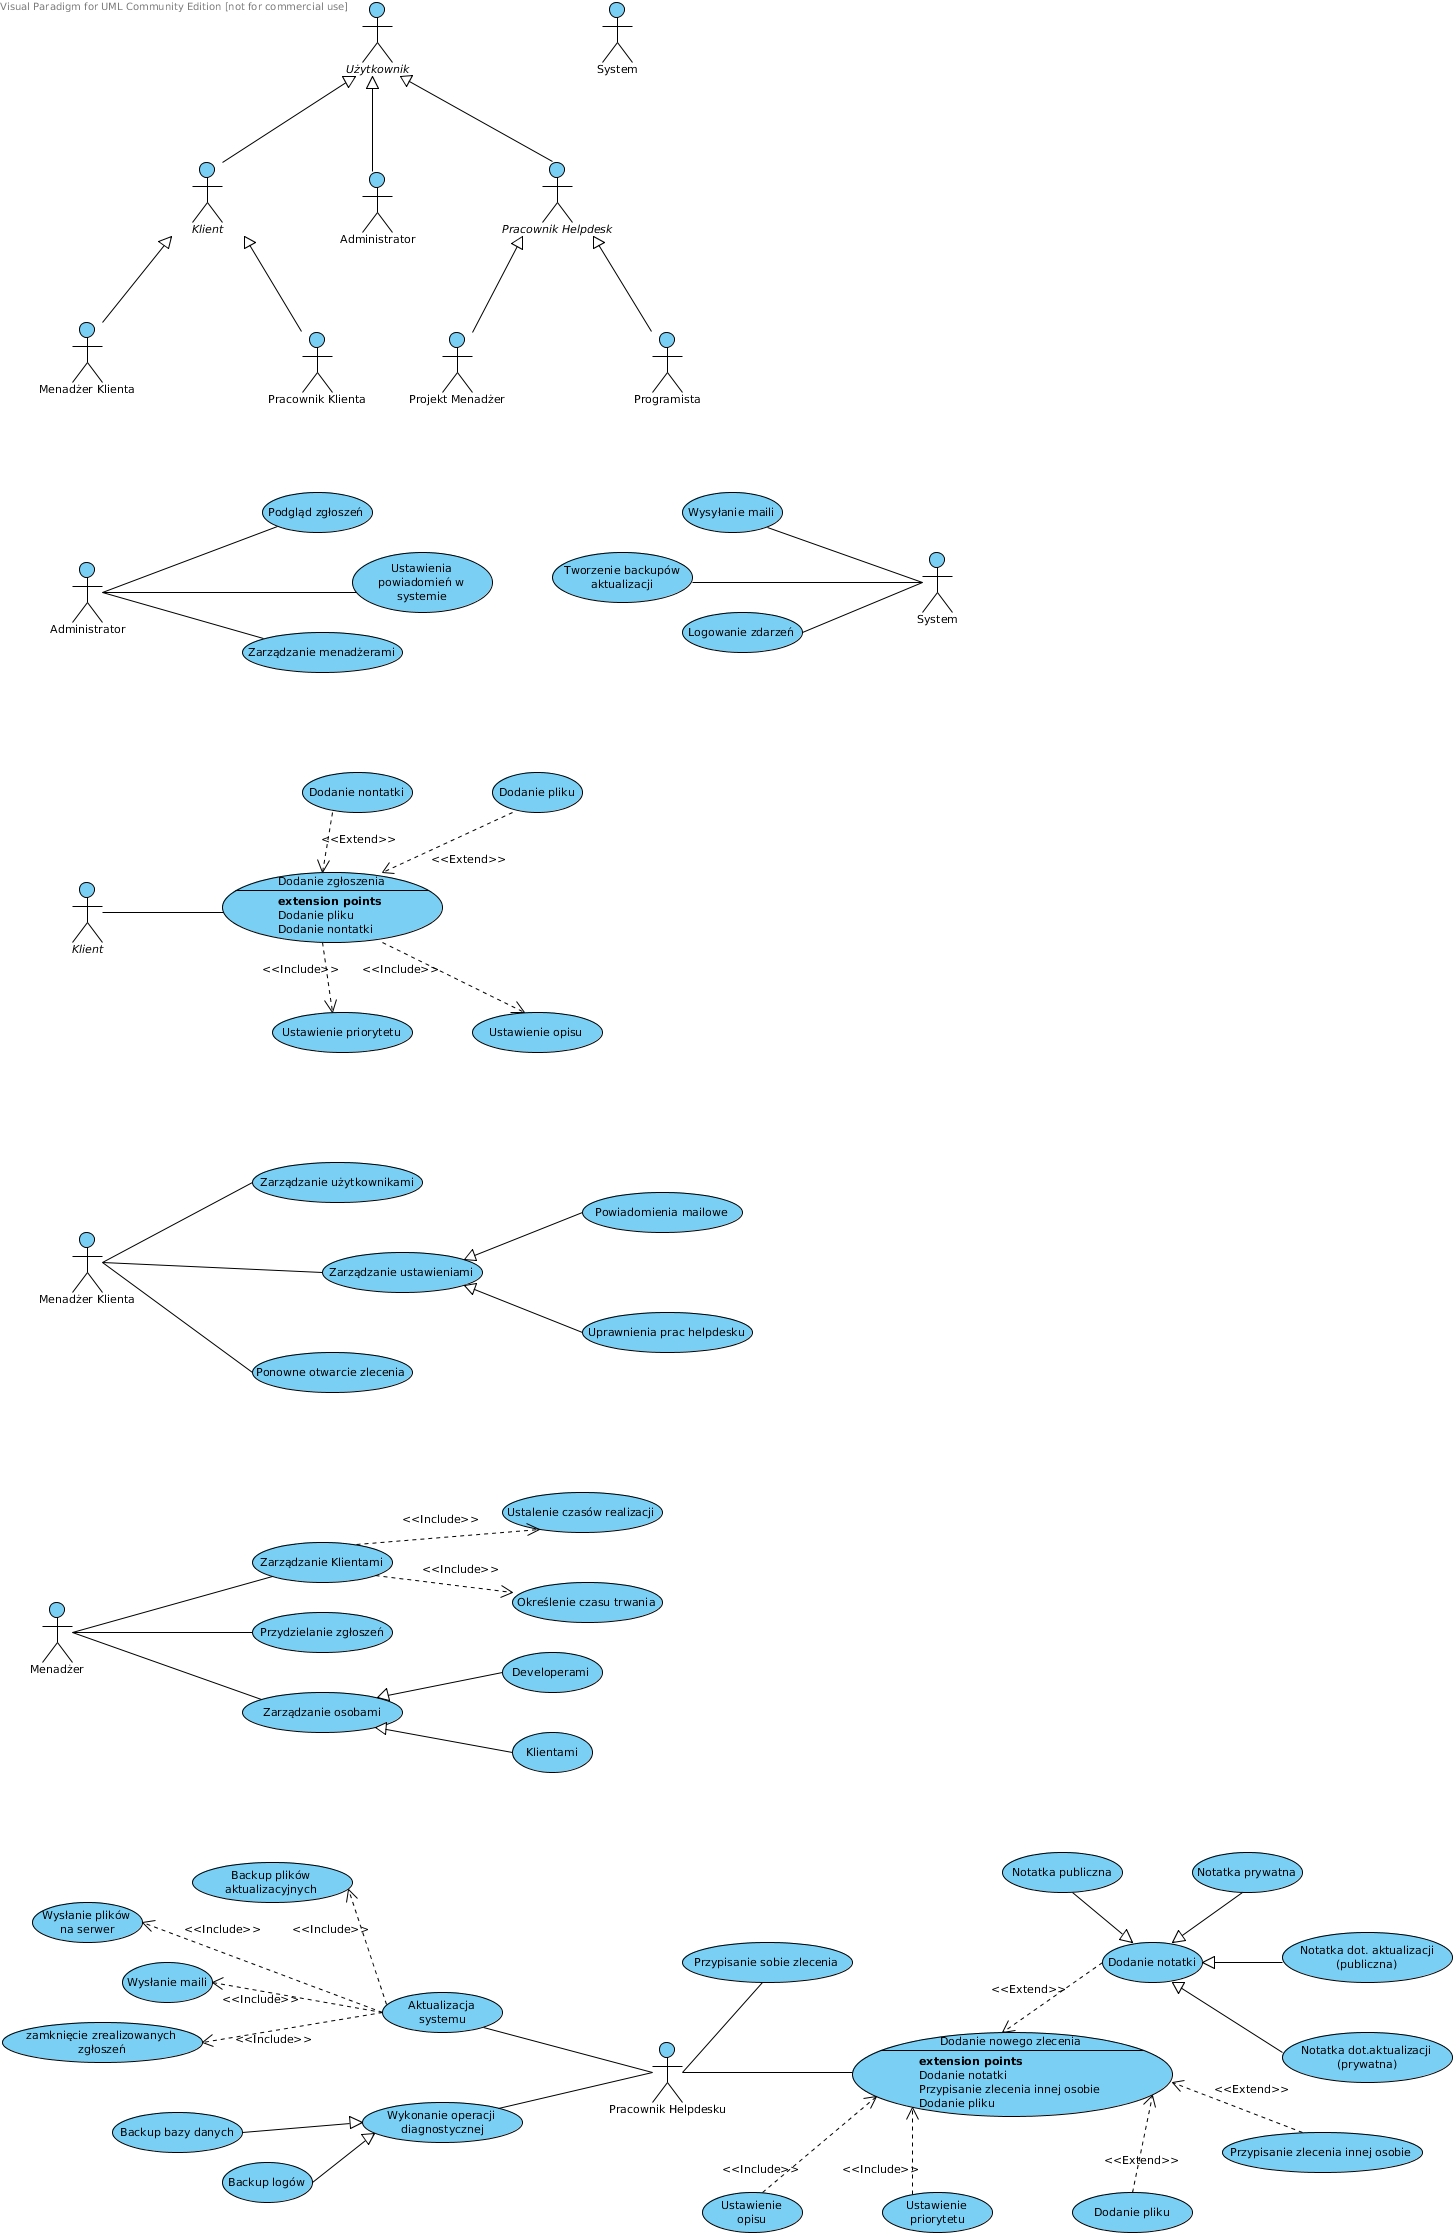 Visual Paradigm for UML Community Edition [not for commercial use]
Użytkownik
System
Klient
Administrator
Pracownik Helpdesk
Menadżer Klienta
Pracownik Klienta
Projekt Menadżer
Programista
Podgląd zgłoszeń
Ustawienia
powiadomień w
systemie
Zarządzanie menadżerami
Administrator
Wysyłanie maili
Tworzenie backupów
aktualizacji
Logowanie zdarzeń
System
Dodanie nontatki
Dodanie pliku
<<Extend>>
<<Extend>>
Dodanie zgłoszenia
extension points
Dodanie pliku
Dodanie nontatki
Klient
<<Include>>
<<Include>>
Ustawienie priorytetu
Ustawienie opisu
Zarządzanie użytkownikami
Powiadomienia mailowe
Zarządzanie ustawieniami
Menadżer Klienta
Uprawnienia prac helpdesku
Ponowne otwarcie zlecenia
Ustalenie czasów realizacji
<<Include>>
Zarządzanie Klientami
<<Include>>
Określenie czasu trwania
Przydzielanie zgłoszeń
Menadżer
Developerami
Zarządzanie osobami
Klientami
Backup plików
aktualizacyjnych
Wysłanie plików
na serwer
<<Include>>
<<Include>>
Wysłanie maili
<<Include>>
Aktualizacja
systemu
zamknięcie zrealizowanych
zgłoszeń
<<Include>>
Przypisanie sobie zlecenia
Pracownik Helpdesku
Wykonanie operacji
diagnostycznej
Backup bazy danych
Backup logów
Notatka publiczna
Notatka prywatna
Dodanie notatki
Notatka dot. aktualizacji
(publiczna)
<<Extend>>
Notatka dot.aktualizacji
(prywatna)
Dodanie nowego zlecenia
extension points
Dodanie notatki
Przypisanie zlecenia innej osobie
Dodanie pliku
<<Extend>>
Przypisanie zlecenia innej osobie
<<Include>>
<<Include>>
<<Extend>>
Ustawienie
opisu
Ustawienie
priorytetu
Dodanie pliku